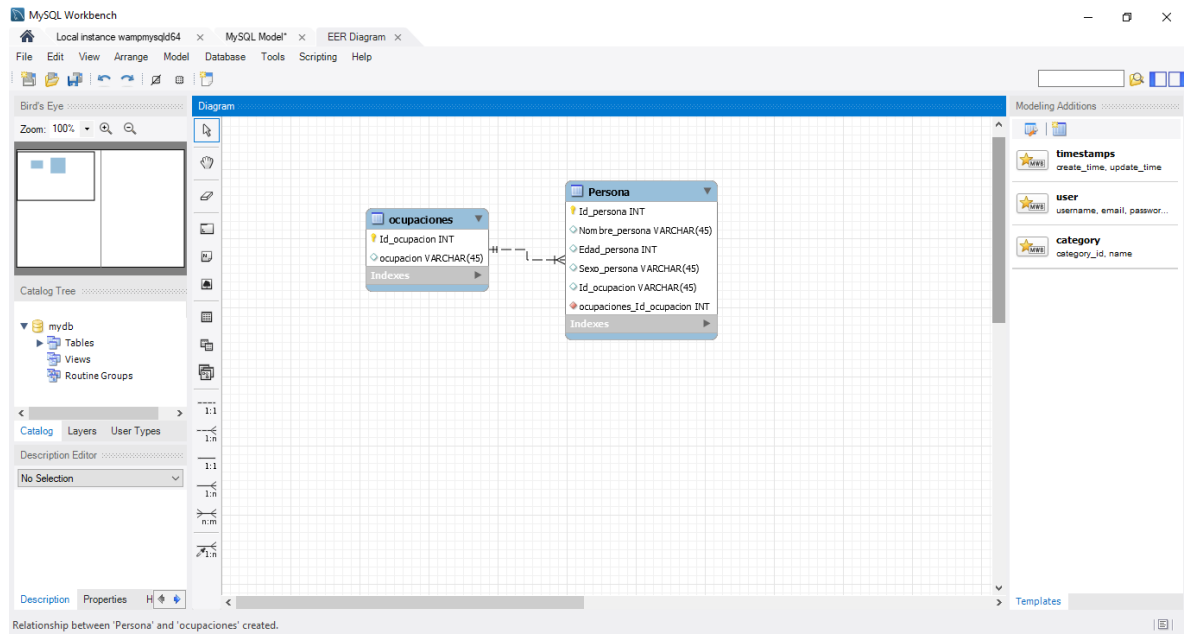 MySQL Workbench
Local instance wampmysqld64
MySQL Model*
EER Diagram
File Edit View Arrange Model Database Tools Scripting Help
Bird's Eye
Zoom: 100%
Catalog Tree
mydb
Tables
Views
Routine Groups
Catalog Layers User Types
Description Editor
No Selection
Description Properties H
Diagram
1:1
1:n
1:1
1:n
n:m
1:n
ocupaciones
Id_ocupacion INT
ocupacion VARCHAR(45)
Indexes
Persona
Id_persona INT
Nombre_persona VARCHAR(45)
Edad_persona INT
Sexo_persona VARCHAR(45)
Id_ocupacion VARCHAR(45)
ocupaciones_Id_ocupacion INT
Indexes
Modeling Additions
timestamps
create_time, update_time
user
username, email, passwor...
category
category_id, name
Templates
Relationship between 'Persona' and 'ocupaciones' created.